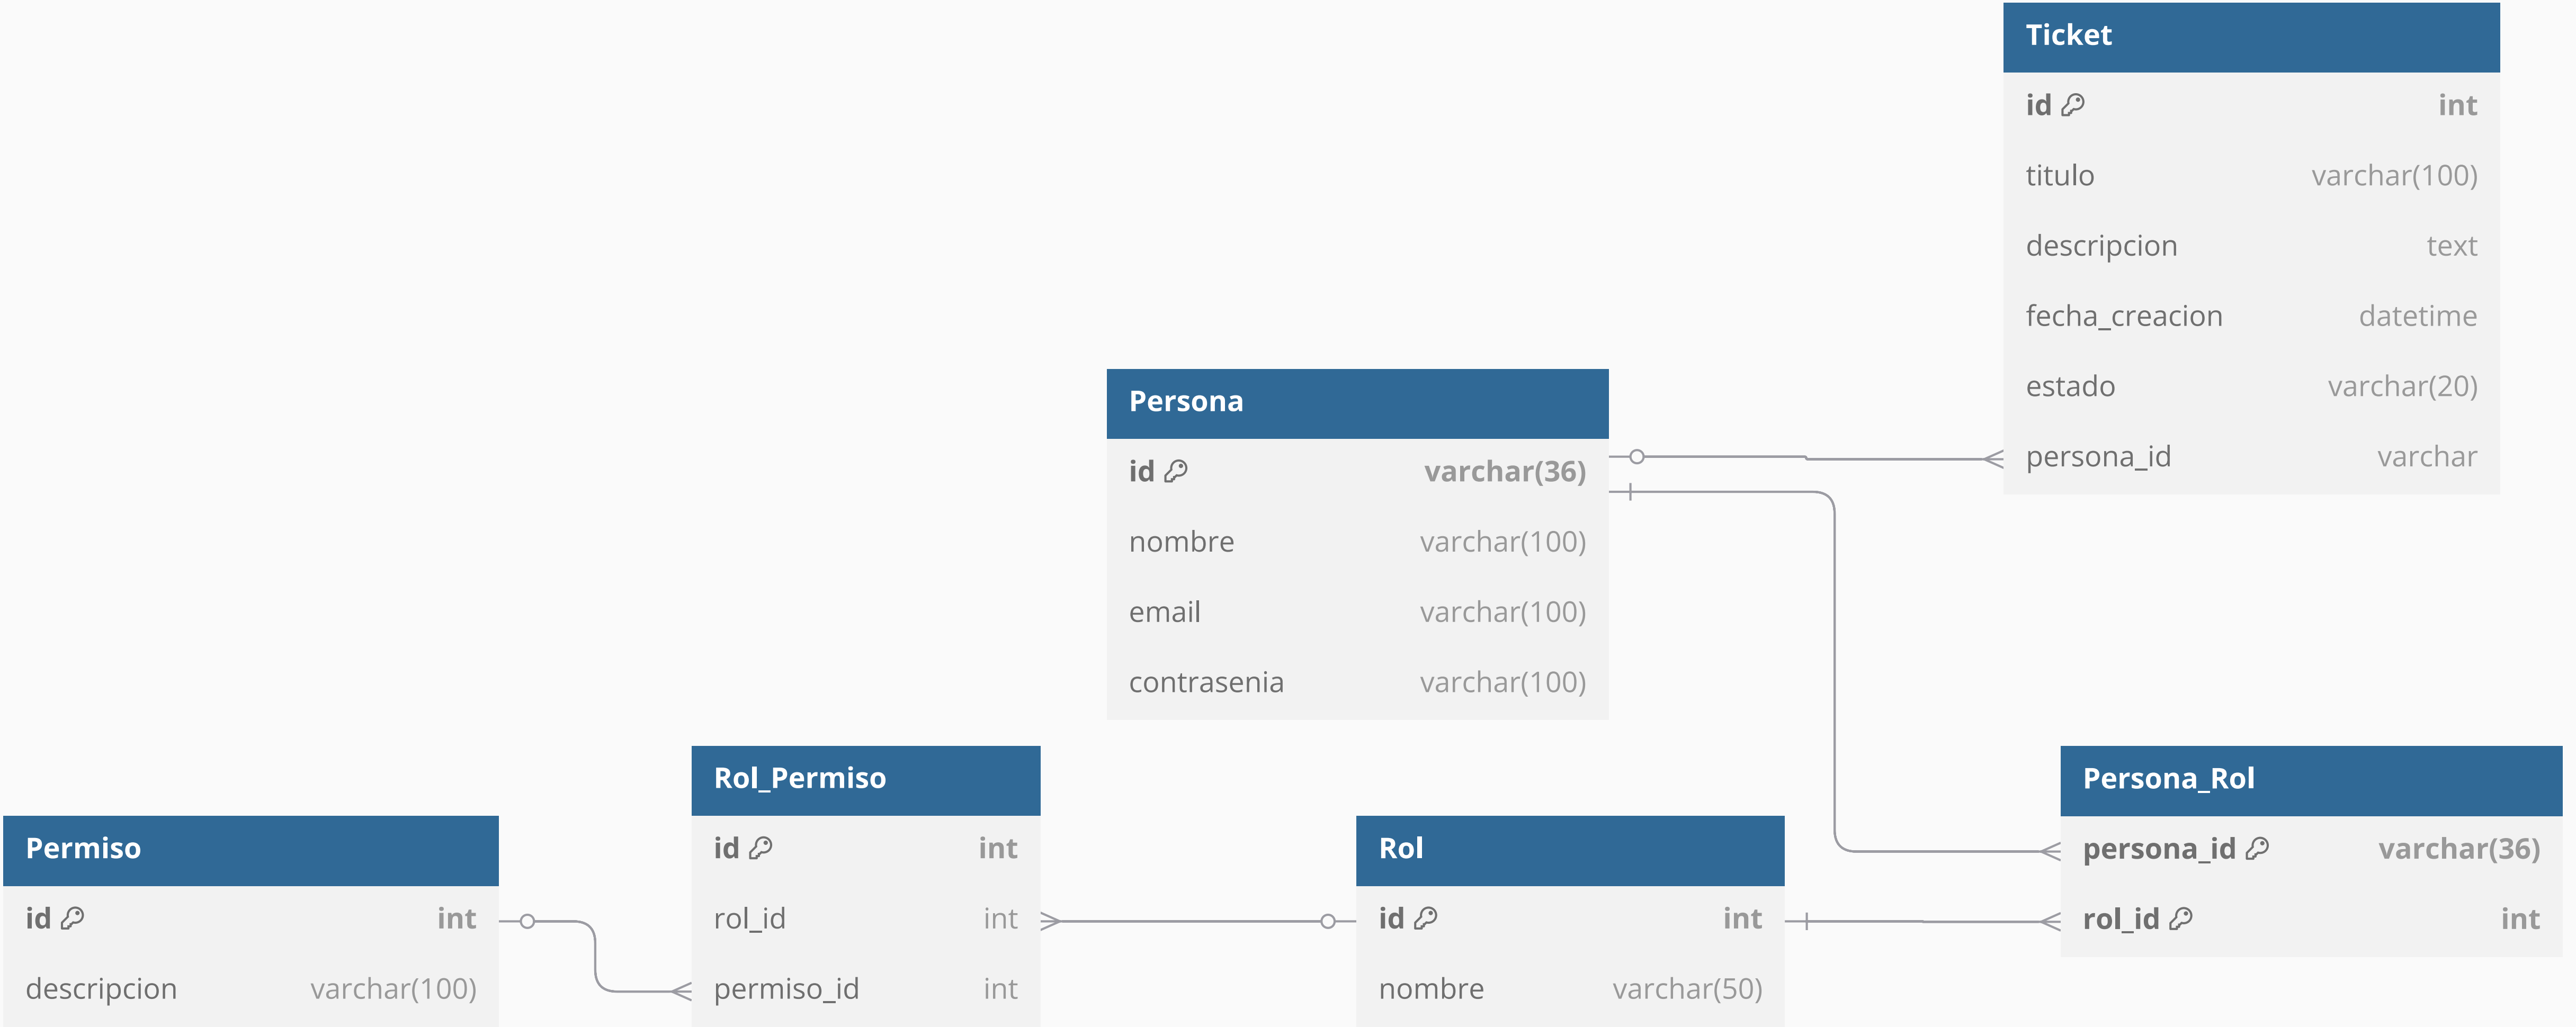 Ticket
id int
titulo varchar(100)
descripcion text
fecha_creacion datetime
estado varchar(20)
persona_id varchar
Persona
id varchar(36)
nombre varchar(100)
email varchar(100)
contrasenia varchar(100)
Rol_Permiso
id int
rol_id int
permiso_id int
Persona_Rol
persona_id varchar(36)
rol_id int
Permiso
id int
descripcion varchar(100)
Rol
id int
nombre varchar(50)